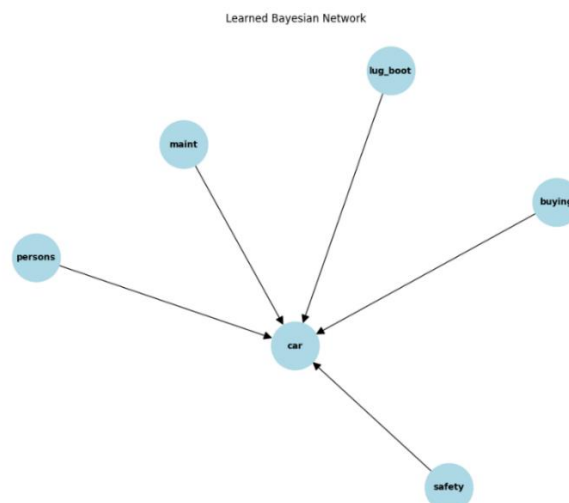 Learned Bayesian Network
lug_boot
maint
buying
persons
car
safety